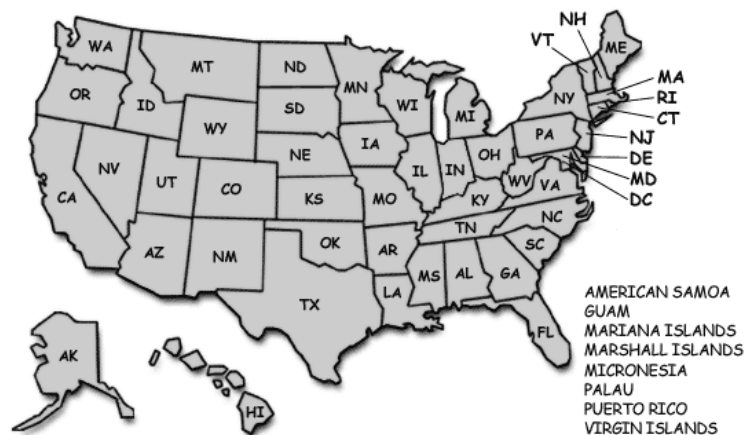 NH
VT
ME
WA
MT
ND
MN
MA
OR
ID
SD
WI
NY
RI
MI
CT
WY
IA
PA
NJ
NE
OH
DE
NV
UT
CO
IL
IN
WV
VA
MD
CA
KS
MO
KY
DC
TN
NC
AZ
NM
OK
AR
SC
MS
AL
GA
TX
LA
FL
AK
HI
AMERICAN SAMOA
GUAM
MARIANA ISLANDS
MARSHALL ISLANDS
MICRONESIA
PALAU
PUERTO RICO
VIRGIN ISLANDS